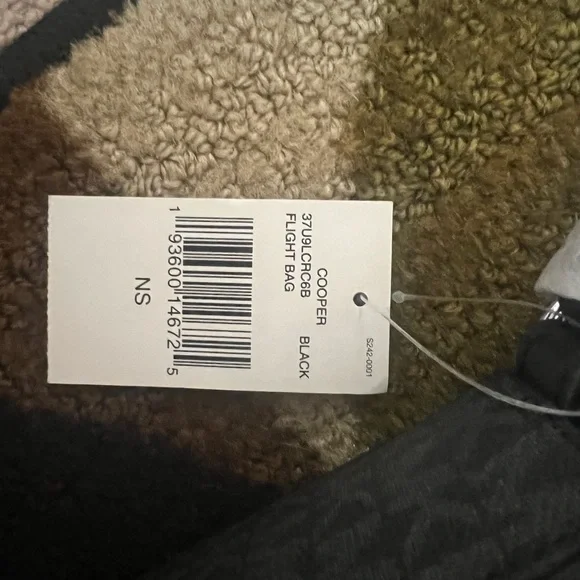 S242-0001
COOPER BLACK
37U9LCRC6B
FLIGHT BAG
1 93600 14672 5
NS